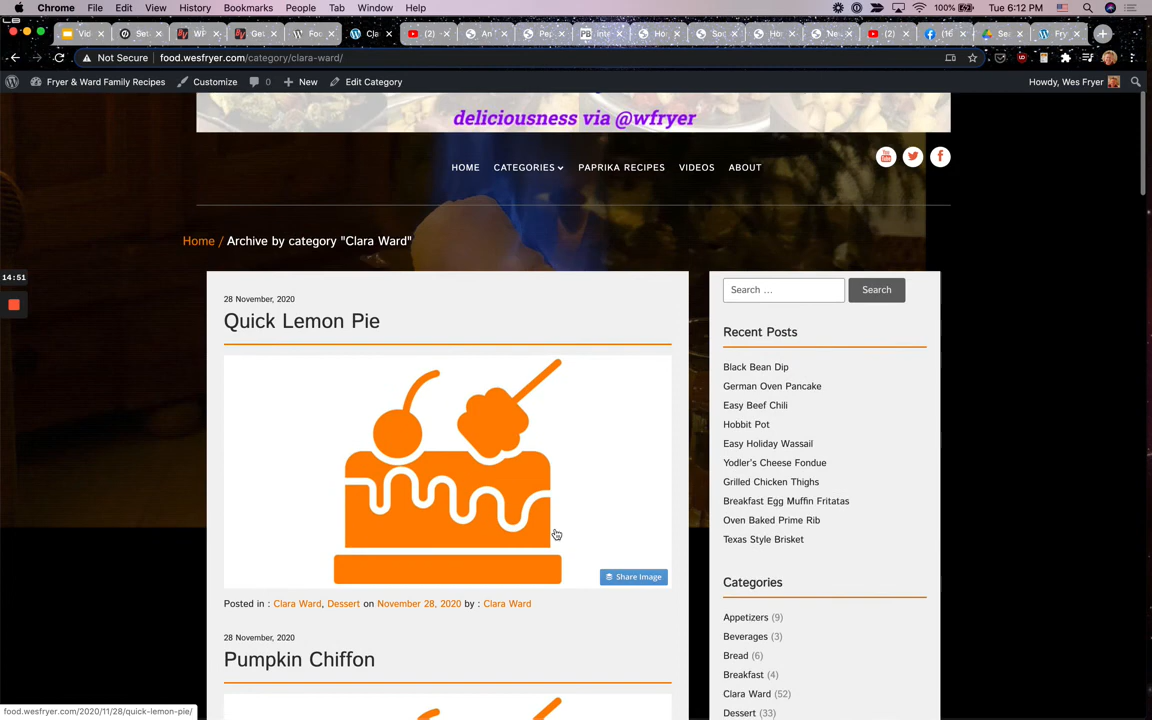 Chrome File Edit View History Bookmarks People Tab Window Help 100% Tue 6:12 PM
Not Secure food.wesfryer.com/category/clara-ward/
Fryer & Ward Family Recipes Customize 0 New Edit Category Howdy, Wes Fryer
deliciousness via @wfryer
HOME CATEGORIES PAPRIKA RECIPES VIDEOS ABOUT
Home / Archive by category "Clara Ward"
14:51
28 November, 2020
Quick Lemon Pie
Share Image
Posted in : Clara Ward, Dessert on November 28, 2020 by : Clara Ward
28 November, 2020
Pumpkin Chiffon
Search ... Search
Recent Posts
Black Bean Dip
German Oven Pancake
Easy Beef Chili
Hobbit Pot
Easy Holiday Wassail
Yodler's Cheese Fondue
Grilled Chicken Thighs
Breakfast Egg Muffin Fritatas
Oven Baked Prime Rib
Texas Style Brisket
Categories
Appetizers (9)
Beverages (3)
Bread (6)
Breakfast (4)
Clara Ward (52)
Dessert (33)
food.wesfryer.com/2020/11/28/quick-lemon-pie/